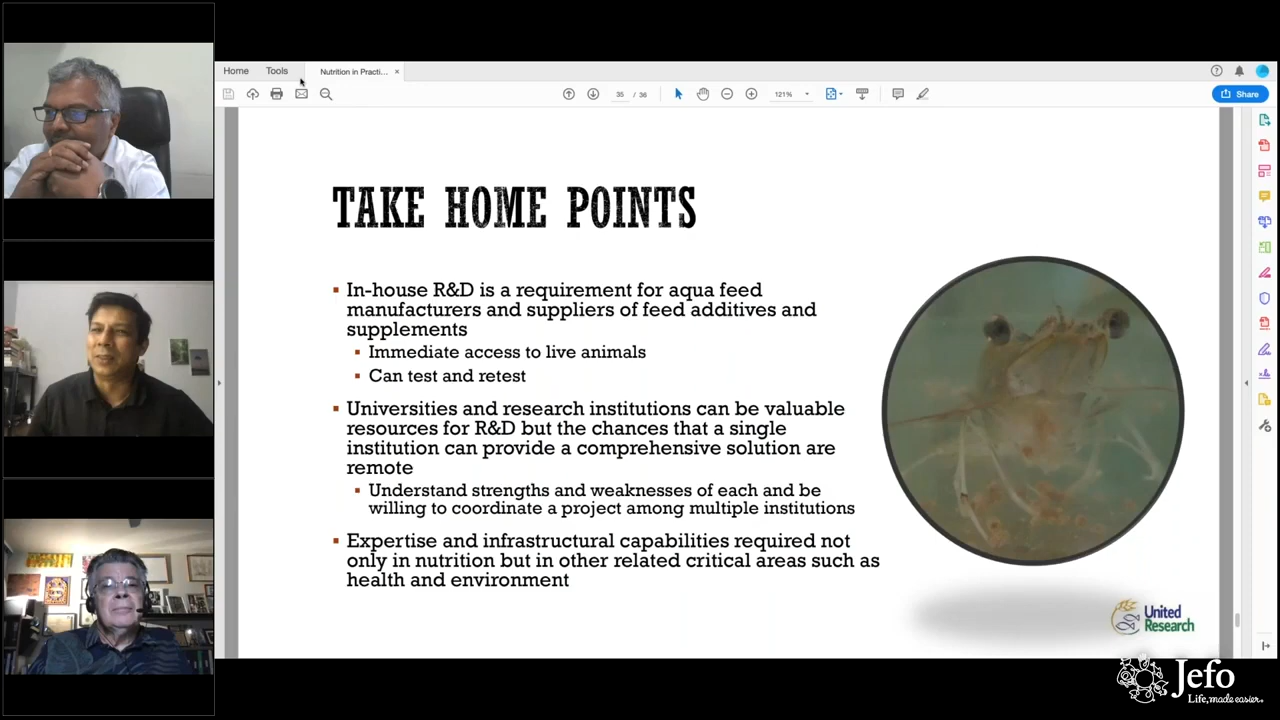 Home
Tools
Nutrition in Practi...
35 / 36
121%
Share
TAKE HOME POINTS
In-house R&D is a requirement for aqua feed
manufacturers and suppliers of feed additives and
supplements
Immediate access to live animals
Can test and retest
Universities and research institutions can be valuable
resources for R&D but the chances that a single
institution can provide a comprehensive solution are
remote
Understand strengths and weaknesses of each and be
willing to coordinate a project among multiple institutions
Expertise and infrastructural capabilities required not
only in nutrition but in other related critical areas such as
health and environment
United
Research
Jefo
Life, made easier.